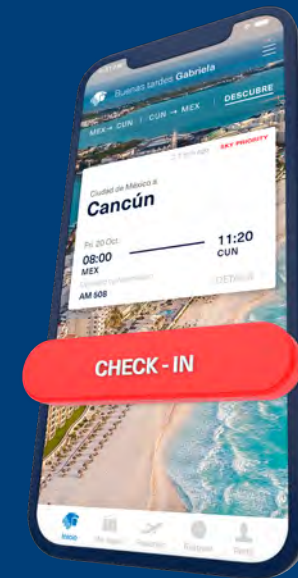 Buenas tardes Gabriela
MEX → CUN | CUN → MEX | DESCUBRE
SKY PRIORITY
Ciudad de México a
Cancún
Fri. 20 Oct.
08:00 11:20
MEX CUN
AM 508 DETALLE
CHECK - IN
Inicio Perfil